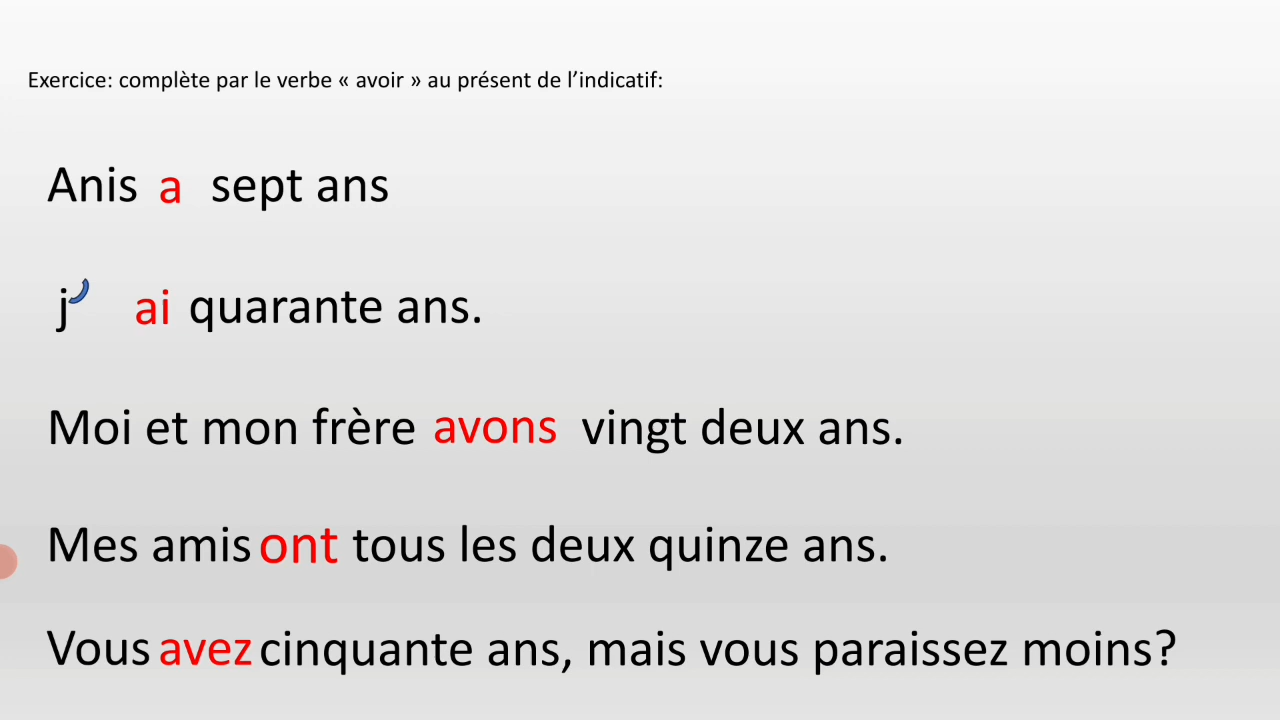 Exercice: complète par le verbe « avoir » au présent de l’indicatif:
Anis a sept ans
j’ ai quarante ans.
Moi et mon frère avons vingt deux ans.
Mes amis ont tous les deux quinze ans.
Vous avez cinquante ans, mais vous paraissez moins?